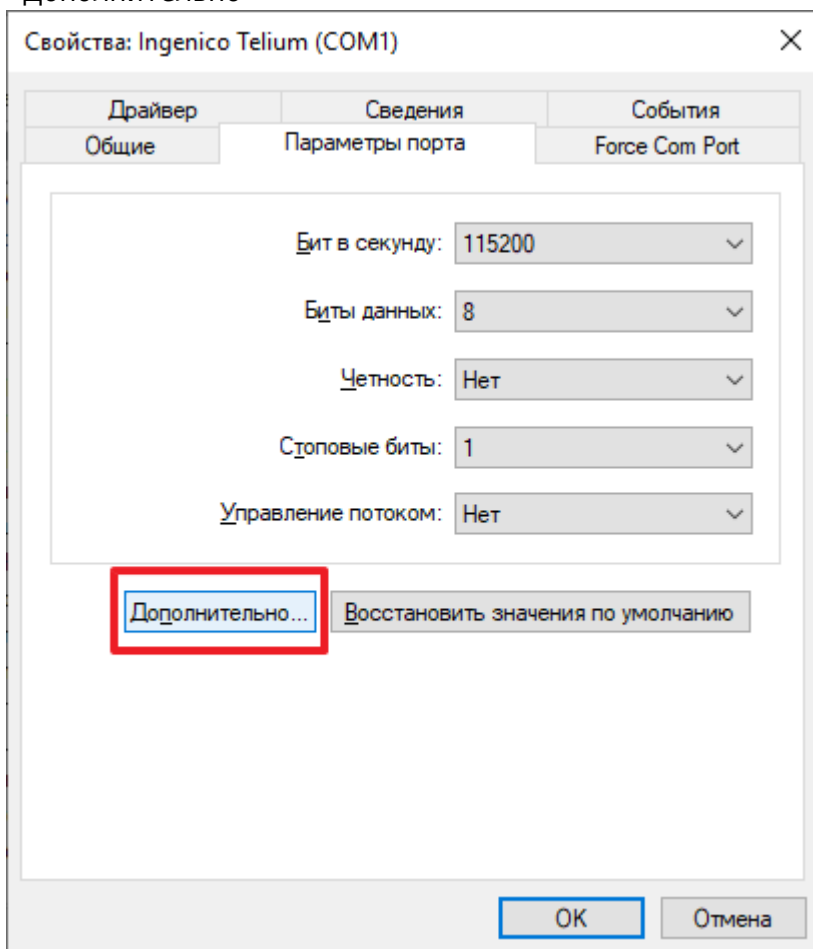 Дополнительно
Свойства: Ingenico Telium (COM1)
Драйвер Сведения События
Общие Параметры порта Force Com Port
Бит в секунду: 115200
Биты данных: 8
Четность: Нет
Стоповые биты: 1
Управление потоком: Нет
Дополнительно... Восстановить значения по умолчанию
OK Отмена